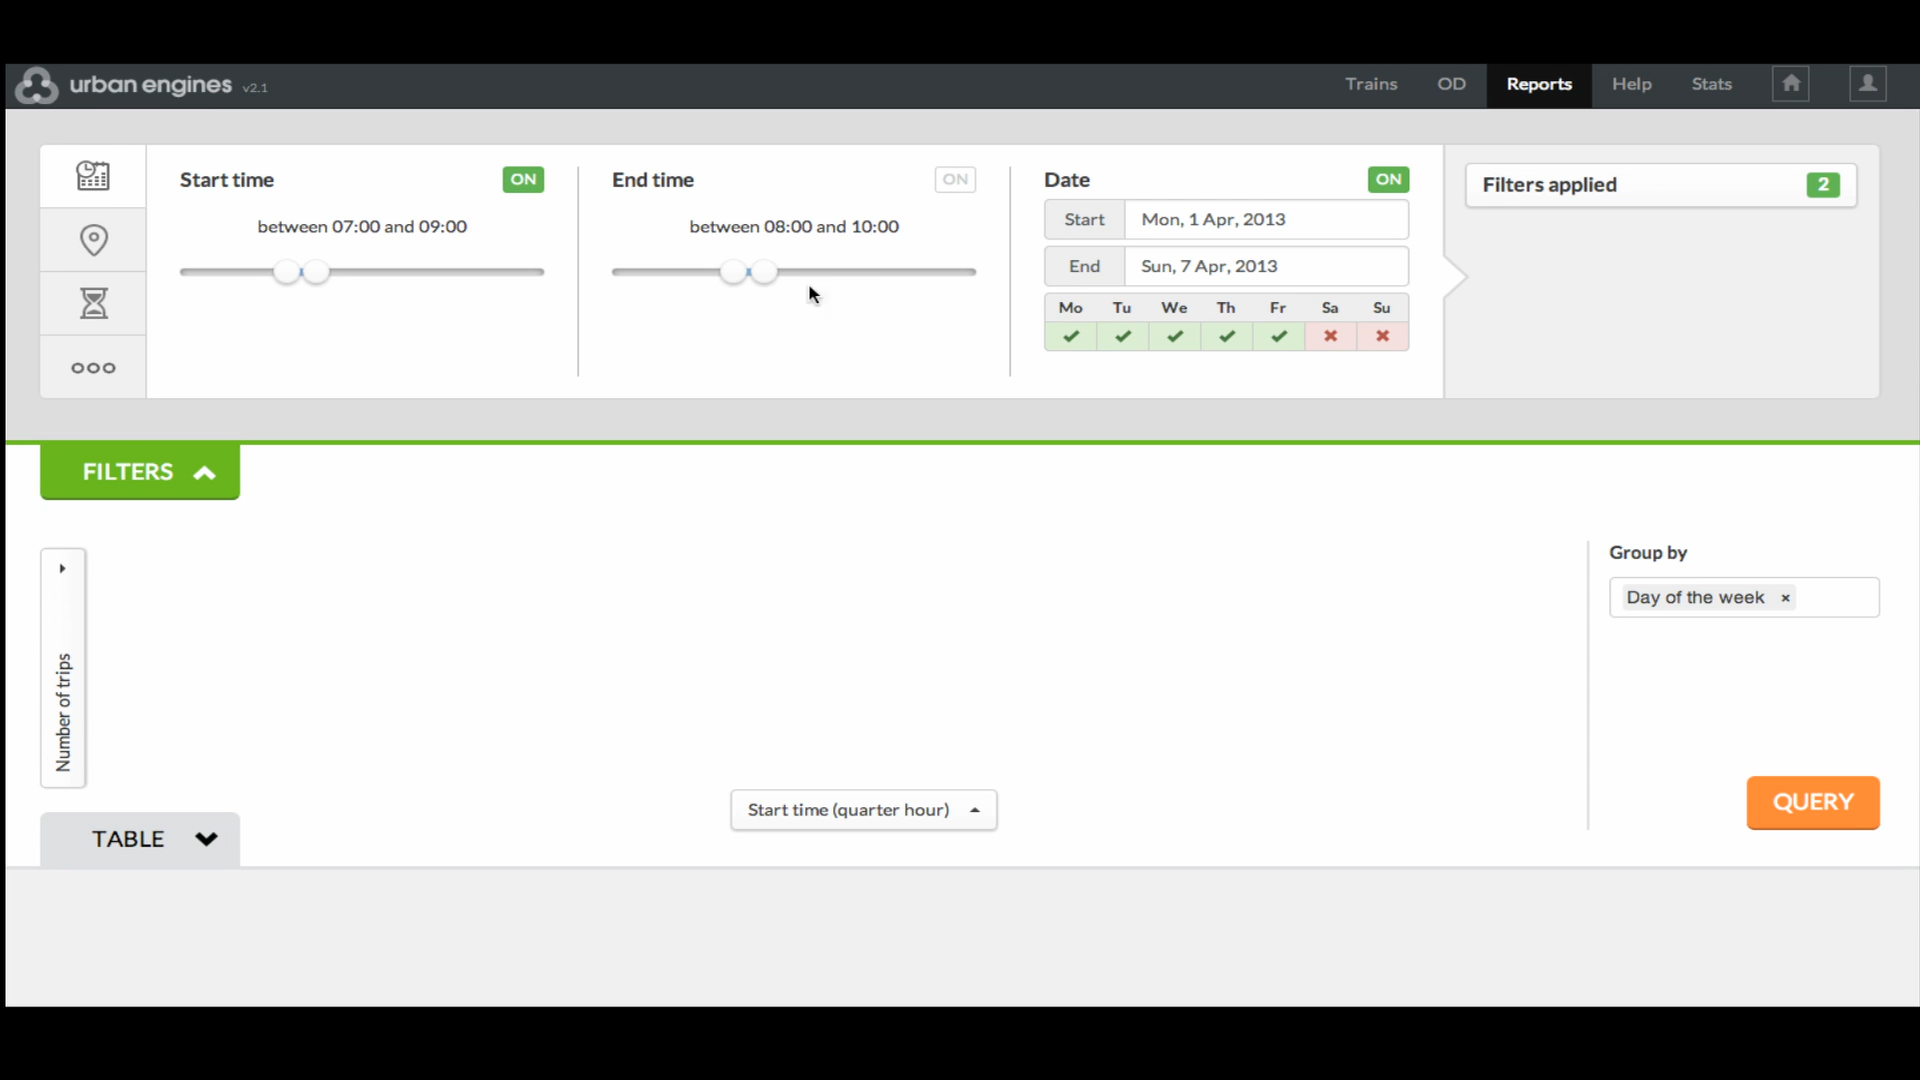 urban engines v2.1
Trains OD Reports Help Stats
Start time ON
between 07:00 and 09:00
End time ON
between 08:00 and 10:00
Date ON
Start Mon, 1 Apr, 2013
End Sun, 7 Apr, 2013
Mo Tu We Th Fr Sa Su
Filters applied 2
FILTERS
Number of trips
Start time (quarter hour)
Group by
Day of the week ×
QUERY
TABLE